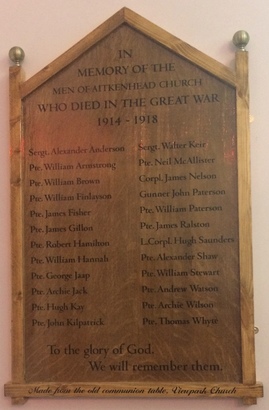 IN
MEMORY OF THE
MEN OF AITKENHEAD CHURCH
WHO DIED IN THE GREAT WAR
1914 - 1918
Sergt. Alexander Anderson
Pte. William Armstrong
Pte. William Brown
Pte. William Finlayson
Pte. James Fisher
Pte. James Gillon
Pte. Robert Hamilton
Pte. William Hannah
Pte. George Jaap
Pte. Archie Jack
Pte. Hugh Kay
Pte. John Kilpatrick
Sergt. Walter Keir
Pte. Neil McAllister
Corpl. James Nelson
Gunner John Paterson
Pte. William Paterson
Pte. James Ralston
L.Corpl. Hugh Saunders
Pte. Alexander Shaw
Pte. William Stewart
Pte. Andrew Watson
Pte. Archie Wilson
Pte. Thomas Whyte
To the glory of God.
We will remember them.
Made from the old communion table, Viewpark Church